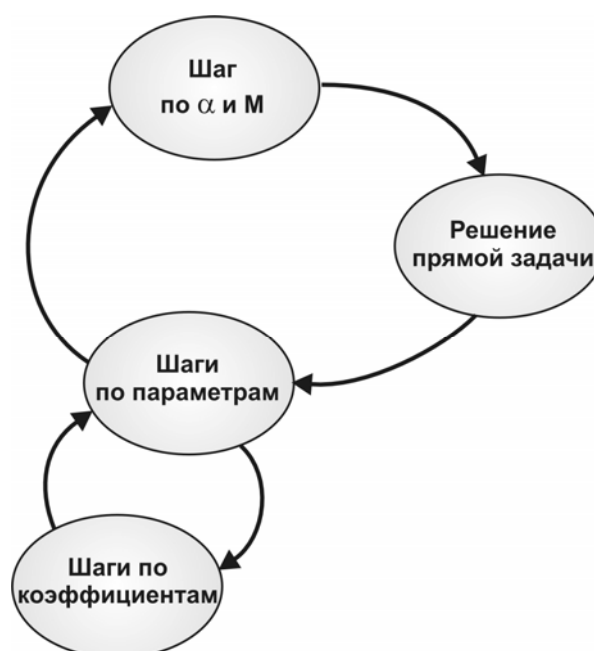 Шаг
по α и М
Решение
прямой задачи
Шаги
по параметрам
Шаги по
коэффициентам